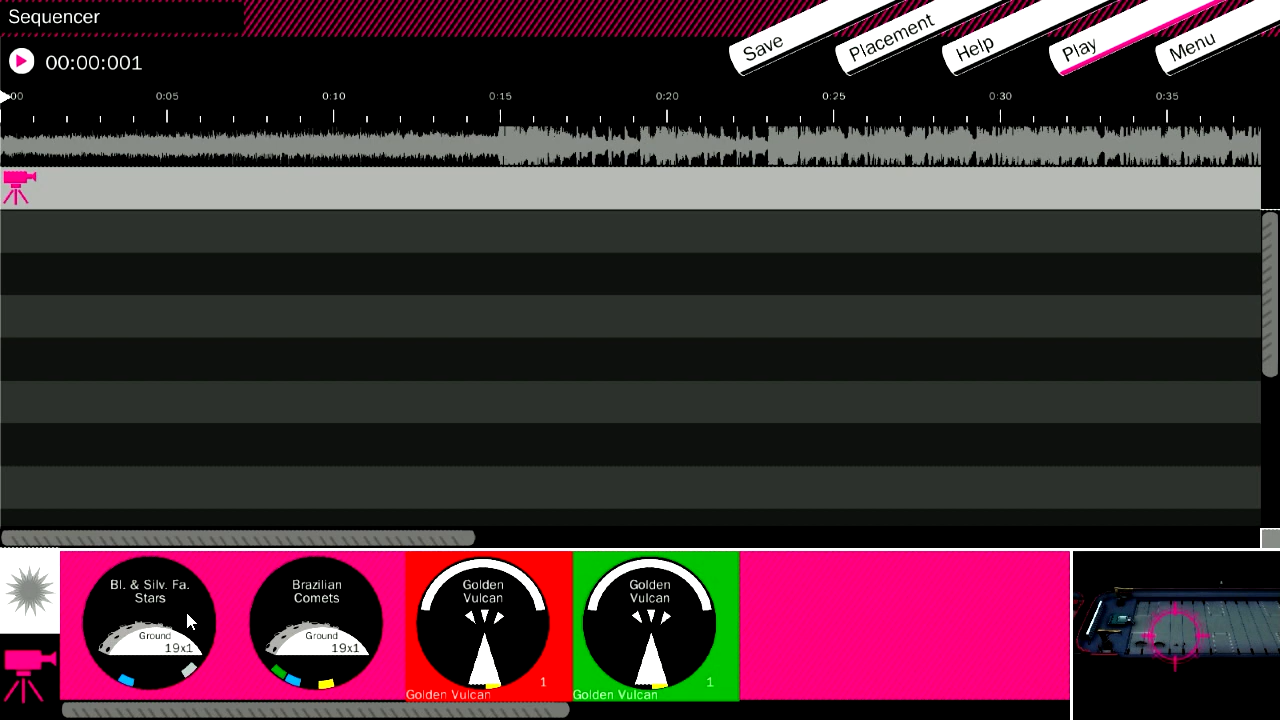 Sequencer
Save
Placement
Help
Play
Menu
00:00:001
00
0:05
0:10
0:15
0:20
0:25
0:30
0:35
Bl. & Silv. Fa.
Stars
Ground
19x1
Brazilian
Comets
Ground
19x1
Golden
Vulcan
1
Golden Vulcan
Golden
Vulcan
1
Golden Vulcan